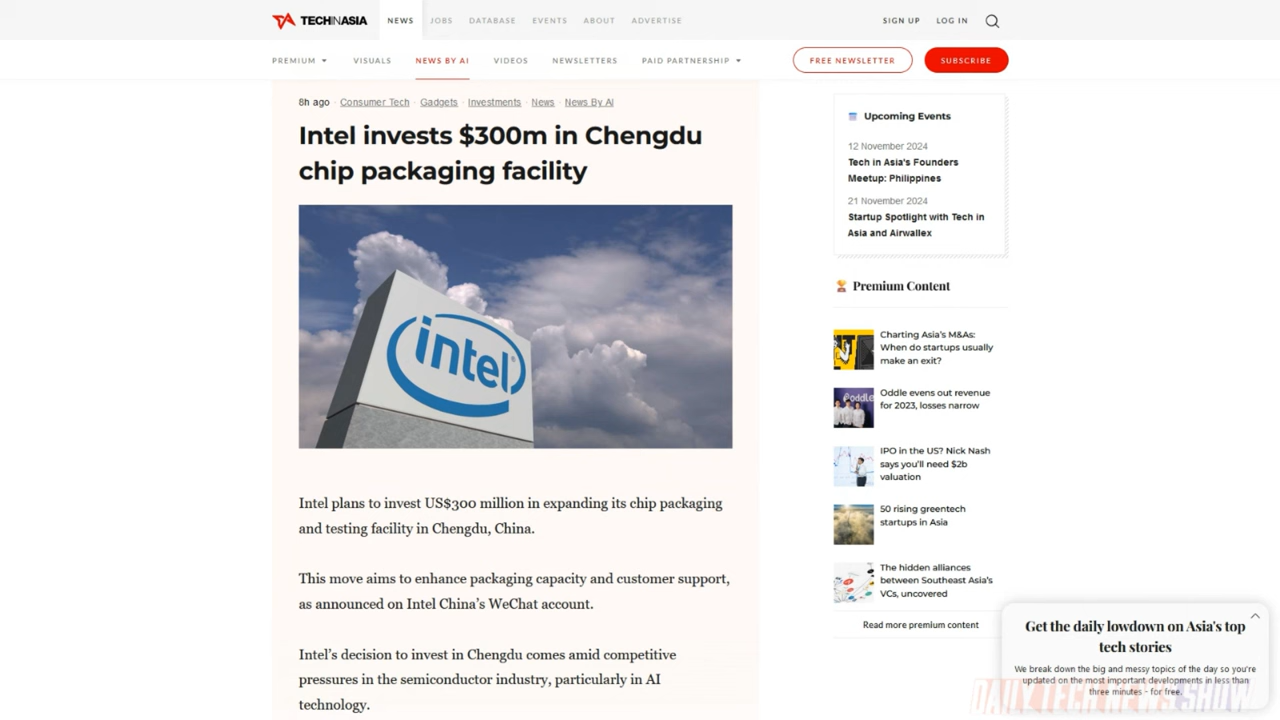 TECHINASIA
NEWS
JOBS
DATABASE
EVENTS
ABOUT
ADVERTISE
SIGN UP
LOG IN
PREMIUM
VISUALS
NEWS BY AI
VIDEOS
NEWSLETTERS
PAID PARTNERSHIP
FREE NEWSLETTER
SUBSCRIBE
8h ago · Consumer Tech · Gadgets · Investments · News · News By AI
Intel invests $300m in Chengdu
chip packaging facility
intel
Intel plans to invest US$300 million in expanding its chip packaging
and testing facility in Chengdu, China.
This move aims to enhance packaging capacity and customer support,
as announced on Intel China's WeChat account.
Intel's decision to invest in Chengdu comes amid competitive
pressures in the semiconductor industry, particularly in AI
technology.
Upcoming Events
12 November 2024
Tech in Asia's Founders
Meetup: Philippines
21 November 2024
Startup Spotlight with Tech in
Asia and Airwallex
Premium Content
Charting Asia's M&As:
When do startups usually
make an exit?
oddle
Oddle evens out revenue
for 2023, losses narrow
IPO in the US? Nick Nash
says you'll need $2b
valuation
50 rising greentech
startups in Asia
The hidden alliances
between Southeast Asia's
VCs, uncovered
Read more premium content
Get the daily lowdown on Asia's top
tech stories
We break down the big and messy topics of the day so you're
updated on the most important developments in less than
three minutes - for free.
DAILY TECH NEWS SHOW